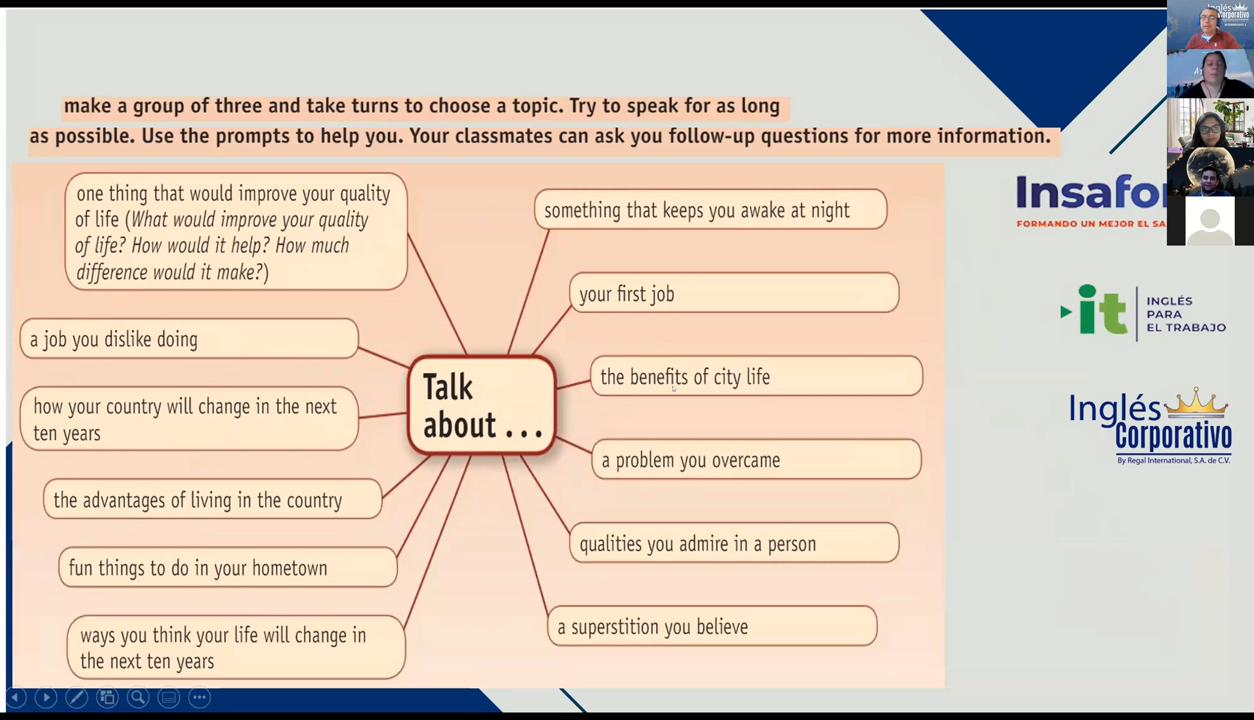 make a group of three and take turns to choose a topic. Try to speak for as long
as possible. Use the prompts to help you. Your classmates can ask you follow-up questions for more information.
one thing that would improve your quality
of life (What would improve your quality
of life? How would it help? How much
difference would it make?)
a job you dislike doing
how your country will change in the next
ten years
the advantages of living in the country
fun things to do in your hometown
ways you think your life will change in
the next ten years
Talk
about ...
something that keeps you awake at night
your first job
the benefits of city life
a problem you overcame
qualities you admire in a person
a superstition you believe
Insafo
FORMANDO UN MEJOR EL SA
it
INGLÉS
PARA
EL TRABAJO
Inglés
Corporativo
By Regal International, S.A. de C.V.
Inglés
Corporativo